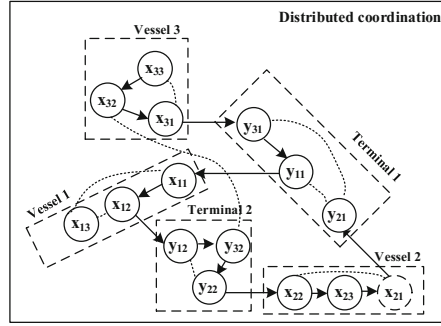 Distributed coordination
Vessel 3
x33
x32
x31
y31
y11
y21
Terminal 1
Vessel 1
x11
x12
x13
Terminal 2
y12
y32
y22
Vessel 2
x22
x23
x21